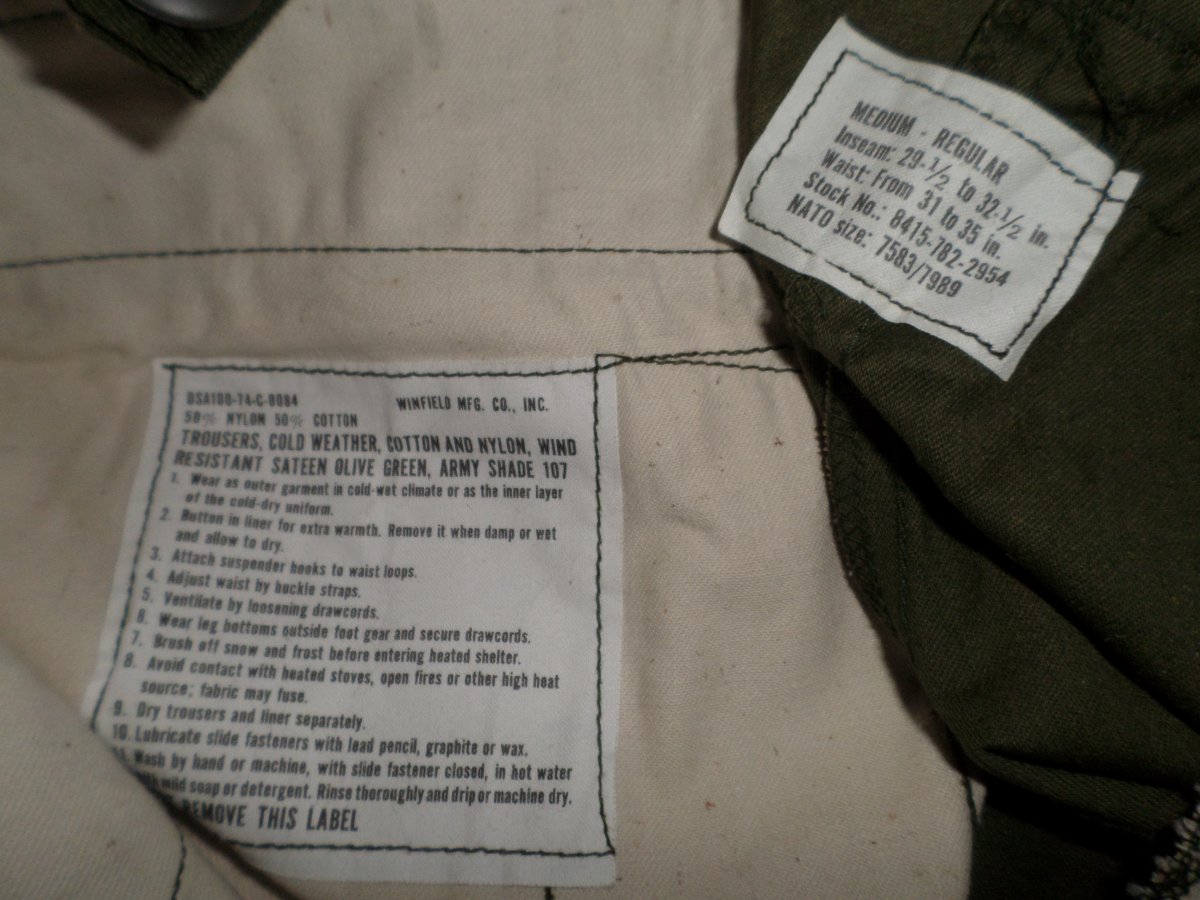 MEDIUM - REGULAR
Inseam: 29-1/2 to 32-1/2 in.
Waist: From 31 to 35 in.
Stock No.: 8415-782-2954
NATO size: 7583/7989
DSA100-74-C-0084 WINFIELD MFG. CO., INC.
50% NYLON 50% COTTON
TROUSERS, COLD WEATHER, COTTON AND NYLON, WIND
RESISTANT SATEEN OLIVE GREEN, ARMY SHADE 107
1. Wear as outer garment in cold-wet climate or as the inner layer
of the cold-dry uniform.
2. Button in liner for extra warmth. Remove it when damp or wet
and allow to dry.
3. Attach suspender hooks to waist loops.
4. Adjust waist by buckle straps.
5. Ventilate by loosening drawcords.
6. Wear leg bottoms outside foot gear and secure drawcords.
7. Brush off snow and frost before entering heated shelter.
8. Avoid contact with heated stoves, open fires or other high heat
source; fabric may fuse.
9. Dry trousers and liner separately.
10. Lubricate slide fasteners with lead pencil, graphite or wax.
Wash by hand or machine, with slide fastener closed, in hot water
mild soap or detergent. Rinse thoroughly and drip or machine dry.
REMOVE THIS LABEL